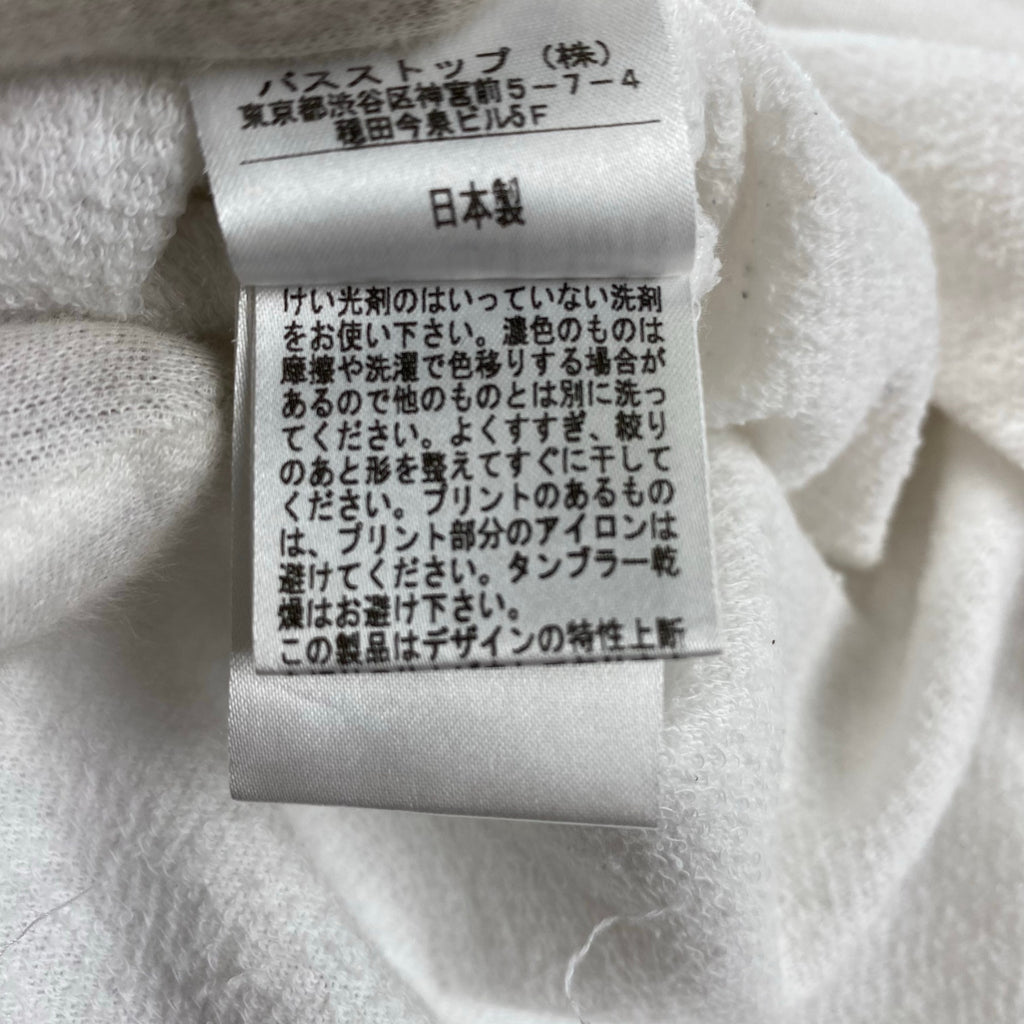 バスストップ（株）
東京都渋谷区神宮前5-7-4
穏田今泉ビル6F
日本製
けい光剤のはいっていない洗剤
をお使い下さい。濃色のものは
摩擦や洗濯で色移りする場合が
あるので他のものとは別に洗っ
てください。よくすすぎ、絞り
のあと形を整えてすぐに干して
ください。プリントのあるもの
は、プリント部分のアイロンは
避けてください。タンブラー乾
燥はお避け下さい。
この製品はデザインの特性上断